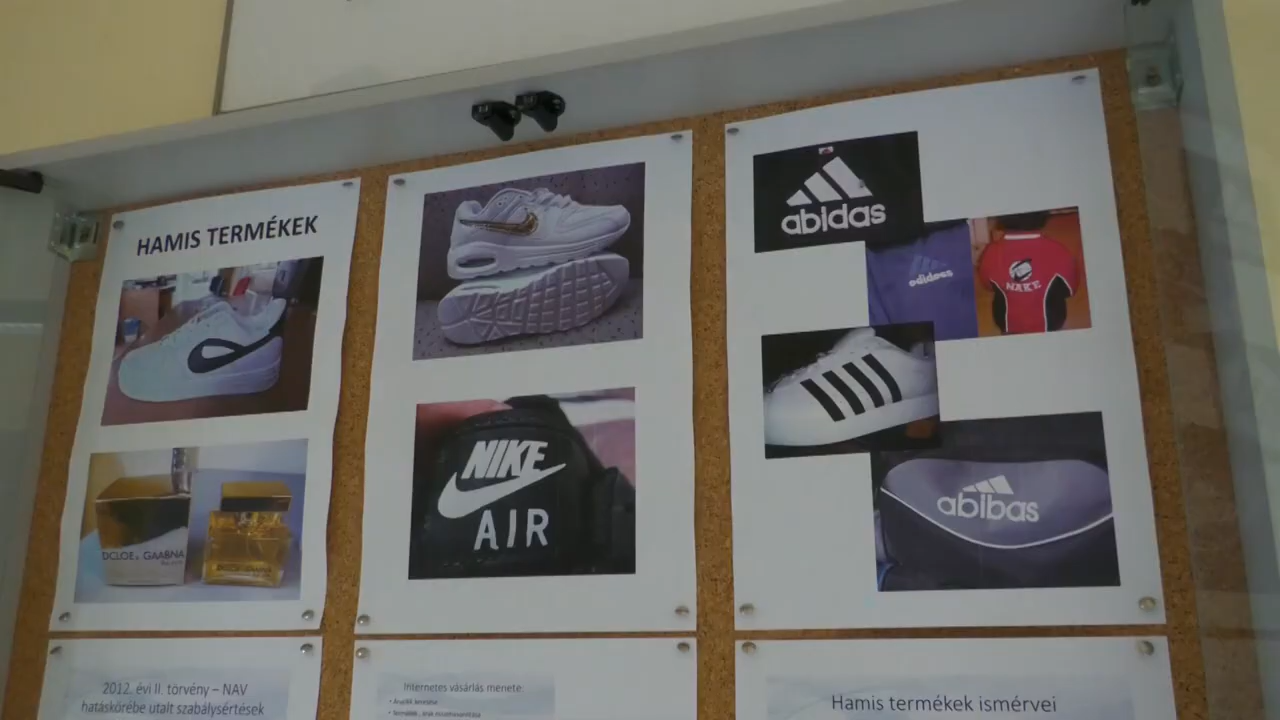 HAMIS TERMÉKEK
DCLOE & GAABNA
NIKE
AIR
abidas
odidoss
NAKE
abibas
2012. évi II. törvény – NAV
hatáskörébe utalt szabálysértések
Internetes vásárlás menete
Hamis termékek ismérvei